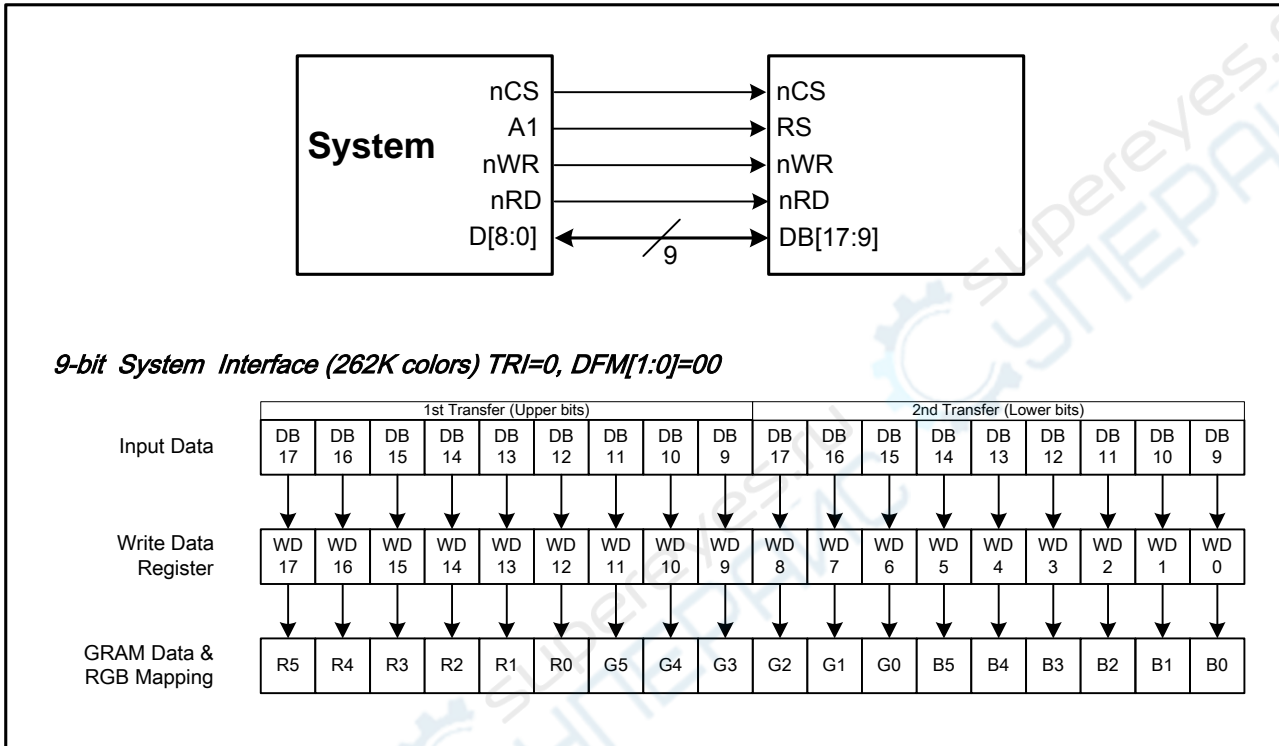 nCS nCS
A1 RS
System
nWR nWR
nRD nRD
D[8:0] DB[17:9]
9
9-bit System Interface (262K colors) TRI=0, DFM[1:0]=00
1st Transfer (Upper bits) 2nd Transfer (Lower bits)
Input Data DB 17 DB 16 DB 15 DB 14 DB 13 DB 12 DB 11 DB 10 DB 9 DB 17 DB 16 DB 15 DB 14 DB 13 DB 12 DB 11 DB 10 DB 9
Write Data Register WD 17 WD 16 WD 15 WD 14 WD 13 WD 12 WD 11 WD 10 WD 9 WD 8 WD 7 WD 6 WD 5 WD 4 WD 3 WD 2 WD 1 WD 0
GRAM Data & RGB Mapping R5 R4 R3 R2 R1 R0 G5 G4 G3 G2 G1 G0 B5 B4 B3 B2 B1 B0
supereyes.ru
СУПЕРАЙС